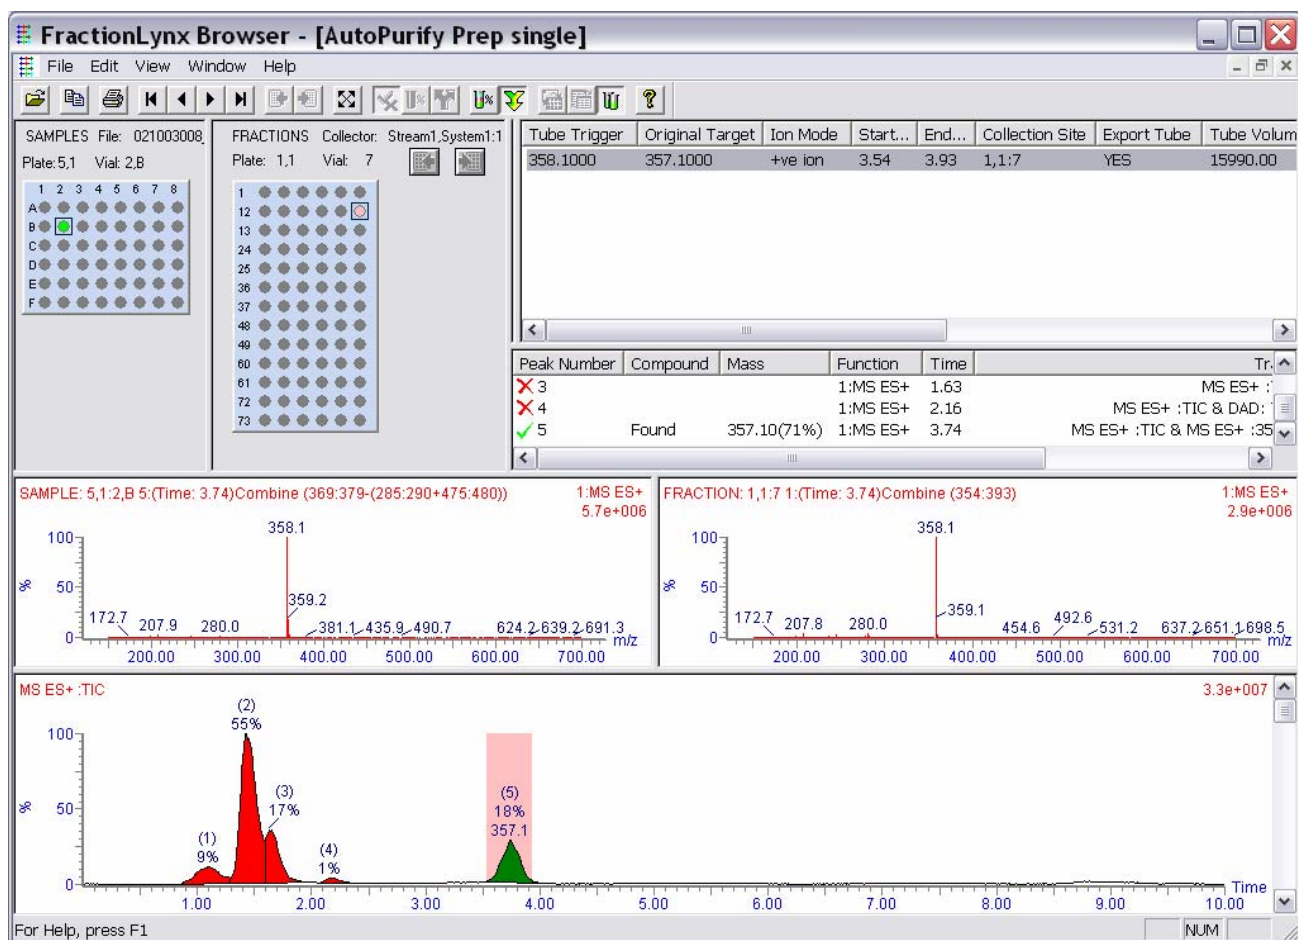 FractionLynx Browser - [AutoPurify Prep single]
File Edit View Window Help
SAMPLES File: 021003008_
Plate:5,1 Vial: 2,B
1 2 3 4 5 6 7 8
A
B
C
D
E
F
FRACTIONS Collector: Stream1,System1:1
Plate: 1,1 Vial: 7
1
12
13
24
25
36
37
48
49
60
61
72
73
Tube Trigger Original Target Ion Mode Start... End... Collection Site Export Tube Tube Volum
358.1000 357.1000 +ve ion 3.54 3.93 1,1:7 YES 15990.00
Peak Number Compound Mass Function Time Tr
3 1:MS ES+ 1.63 MS ES+ :
4 1:MS ES+ 2.16 MS ES+ :TIC & DAD:
5 Found 357.10(71%) 1:MS ES+ 3.74 MS ES+ :TIC & MS ES+ :35
SAMPLE: 5,1:2,B 5:(Time: 3.74)Combine (369:379-(285:290+475:480)) 1:MS ES+
5.7e+006
358.1
100
%
50
359.2
172.7 207.9 280.0 381.1 435.9 490.7 624.2 639.2 691.3
0
m/z
200.00 300.00 400.00 500.00 600.00 700.00
FRACTION: 1,1:7 1:(Time: 3.74)Combine (354:393) 1:MS ES+
2.9e+006
358.1
100
%
50
359.1
172.7 207.8 280.0 454.6 492.6 531.2 637.2 651.1 698.5
0
m/z
200.00 300.00 400.00 500.00 600.00 700.00
MS ES+ :TIC 3.3e+007
(2)
55%
100
%
50
(3)
17%
(5)
18%
357.1
(1)
9%
(4)
1%
0
Time
1.00 2.00 3.00 4.00 5.00 6.00 7.00 8.00 9.00 10.00
For Help, press F1 NUM